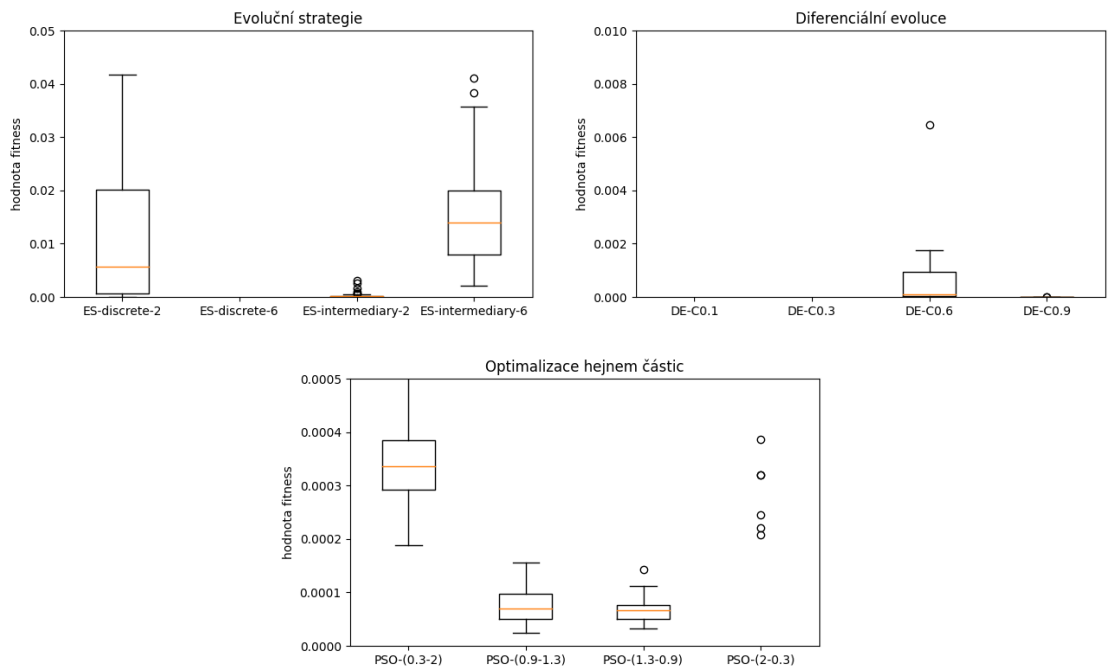 Evoluční strategie
hodnota fitness
0.05
0.04
0.03
0.02
0.01
0.00
ES-discrete-2 ES-discrete-6 ES-intermediary-2 ES-intermediary-6
Diferenciální evoluce
hodnota fitness
0.010
0.008
0.006
0.004
0.002
0.000
DE-C0.1 DE-C0.3 DE-C0.6 DE-C0.9
Optimalizace hejnem částic
hodnota fitness
0.0005
0.0004
0.0003
0.0002
0.0001
0.0000
PSO-(0.3-2) PSO-(0.9-1.3) PSO-(1.3-0.9) PSO-(2-0.3)